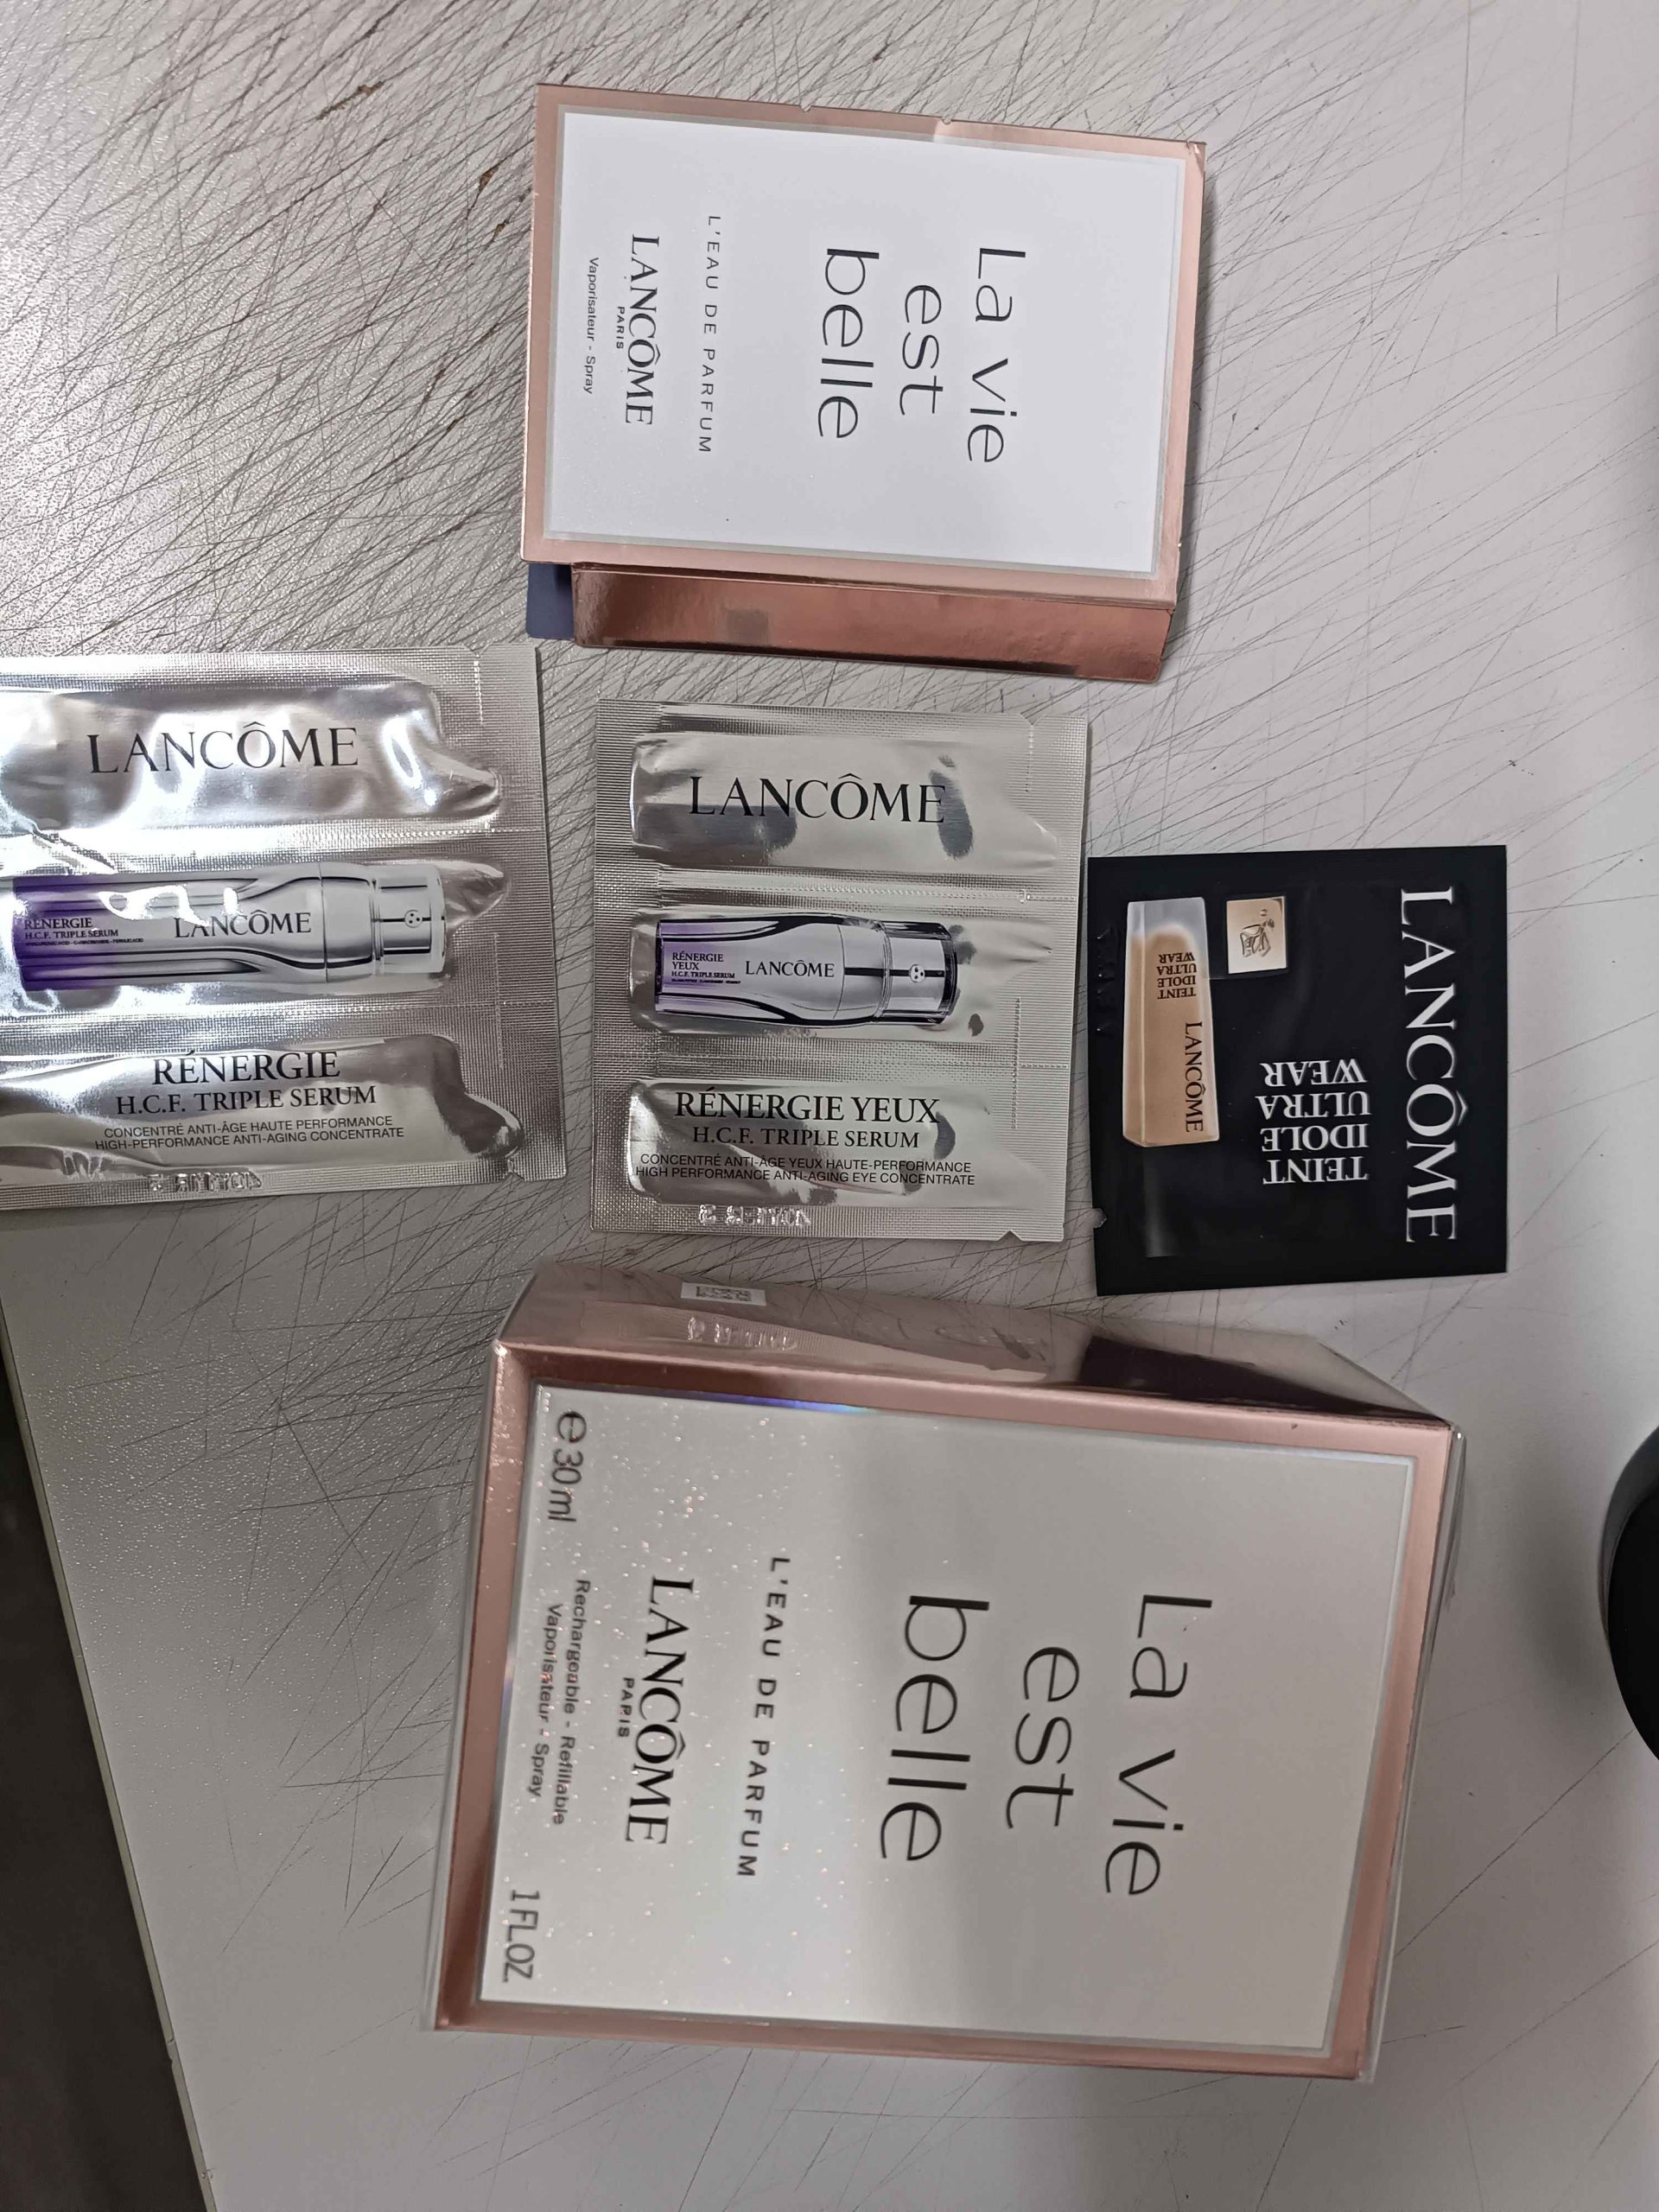 La vie
est
belle
L'EAU DE PARFUM
LANCÔME
PARIS
Vaporisateur - Spray
LANCÔME
RÉNERGIE
H.C.F. TRIPLE SERUM
LANCÔME
RÉNERGIE
H.C.F. TRIPLE SERUM
CONCENTRÉ ANTI-ÂGE HAUTE PERFORMANCE
HIGH-PERFORMANCE ANTI-AGING CONCENTRATE
LANCÔME
RÉNERGIE
YEUX
H.C.F. TRIPLE SERUM
LANCÔME
RÉNERGIE YEUX
H.C.F. TRIPLE SERUM
CONCENTRÉ ANTI-ÂGE YEUX HAUTE-PERFORMANCE
HIGH PERFORMANCE ANTI-AGING EYE CONCENTRATE
LANCÔME
TEINT
IDOLE
ULTRA
WEAR
TEINT
IDOLE
ULTRA
WEAR
LANCÔME
La vie
est
belle
L'EAU DE PARFUM
LANCÔME
PARIS
Rechargeable - Refillable
Vaporisateur - Spray
e 30 ml
1 FL.OZ.